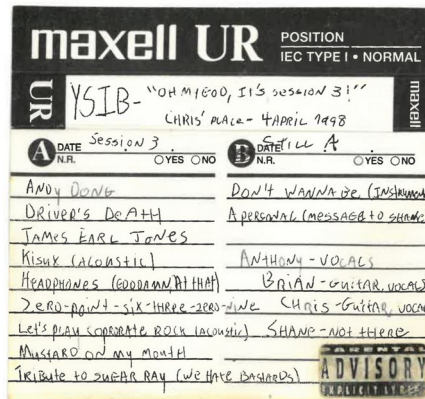 maxell UR
POSITION
IEC TYPE I • NORMAL
UR
YSIB- "OH MY GOD, IT'S SESSION 3!"
CHRIS' PLACE - 4 APRIL 1998
maxell
A DATE Session 3
N.R. YES NO
B DATE STILL A
N.R. YES NO
ANDY DONG
DRIVER'S DEATH
JAMES EARL JONES
KISUX (ACOUSTIC)
HEADPHONES (GODDAMN, AT THAT)
ZERO-POINT-SIX-THREE-ZERO-NINE
Let's PLAY CORPORATE ROCK (ACOUSTIC)
MUSTARD ON MY MOUTH
TRIBUTE TO SUGAR RAY (WE HATE BASTARDS)
DON'T WANNA BE (INSTRUMEN
A PERSONAL (MESSAGE TO SHANE
ANTHONY - VOCALS
BRIAN - GUITAR, VOCALS
CHRIS - GUITAR, VOCA
SHANE - NOT THERE
PARENTAL
ADVISORY
EXPLICIT LYRICS